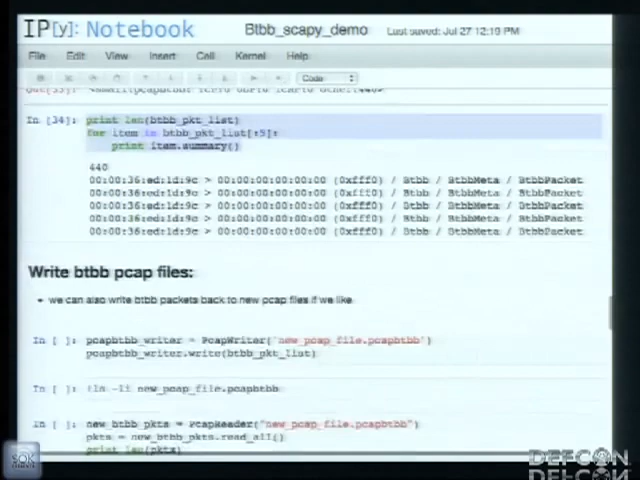 IP[y]: Notebook
Btbb_scapy_demo
Last saved: Jul 27 12:19 PM
File Edit View Insert Cell Kernel Help
Code
In [34]: print len(btbb_pkt_list)
for item in btbb_pkt_list[:5]:
print item.summary()
440
00:00:36:ed:1d:9c > 00:00:00:00:00:00 (0xfff0) / Btbb / BtbbMeta / BtbbPacket
00:00:36:ed:1d:9c > 00:00:00:00:00:00 (0xfff0) / Btbb / BtbbMeta / BtbbPacket
00:00:36:ed:1d:9c > 00:00:00:00:00:00 (0xfff0) / Btbb / BtbbMeta / BtbbPacket
00:00:36:ed:1d:9c > 00:00:00:00:00:00 (0xfff0) / Btbb / BtbbMeta / BtbbPacket
00:00:36:ed:1d:9c > 00:00:00:00:00:00 (0xfff0) / Btbb / BtbbMeta / BtbbPacket
Write btbb pcap files:
• we can also write btbb packets back to new pcap files if we like
In [ ]: pcapbtbb_writer = PcapWriter('new_pcap_file.pcapbtbb')
pcapbtbb_writer.write(btbb_pkt_list)
In [ ]: !ls -l new_pcap_file.pcapbtbb
In [ ]: new_btbb_pkts = PcapReader("new_pcap_file.pcapbtbb")
pkts = new_btbb_pkts.read_all()
print len(pkts)
SOK
DEFCON
DEFCON